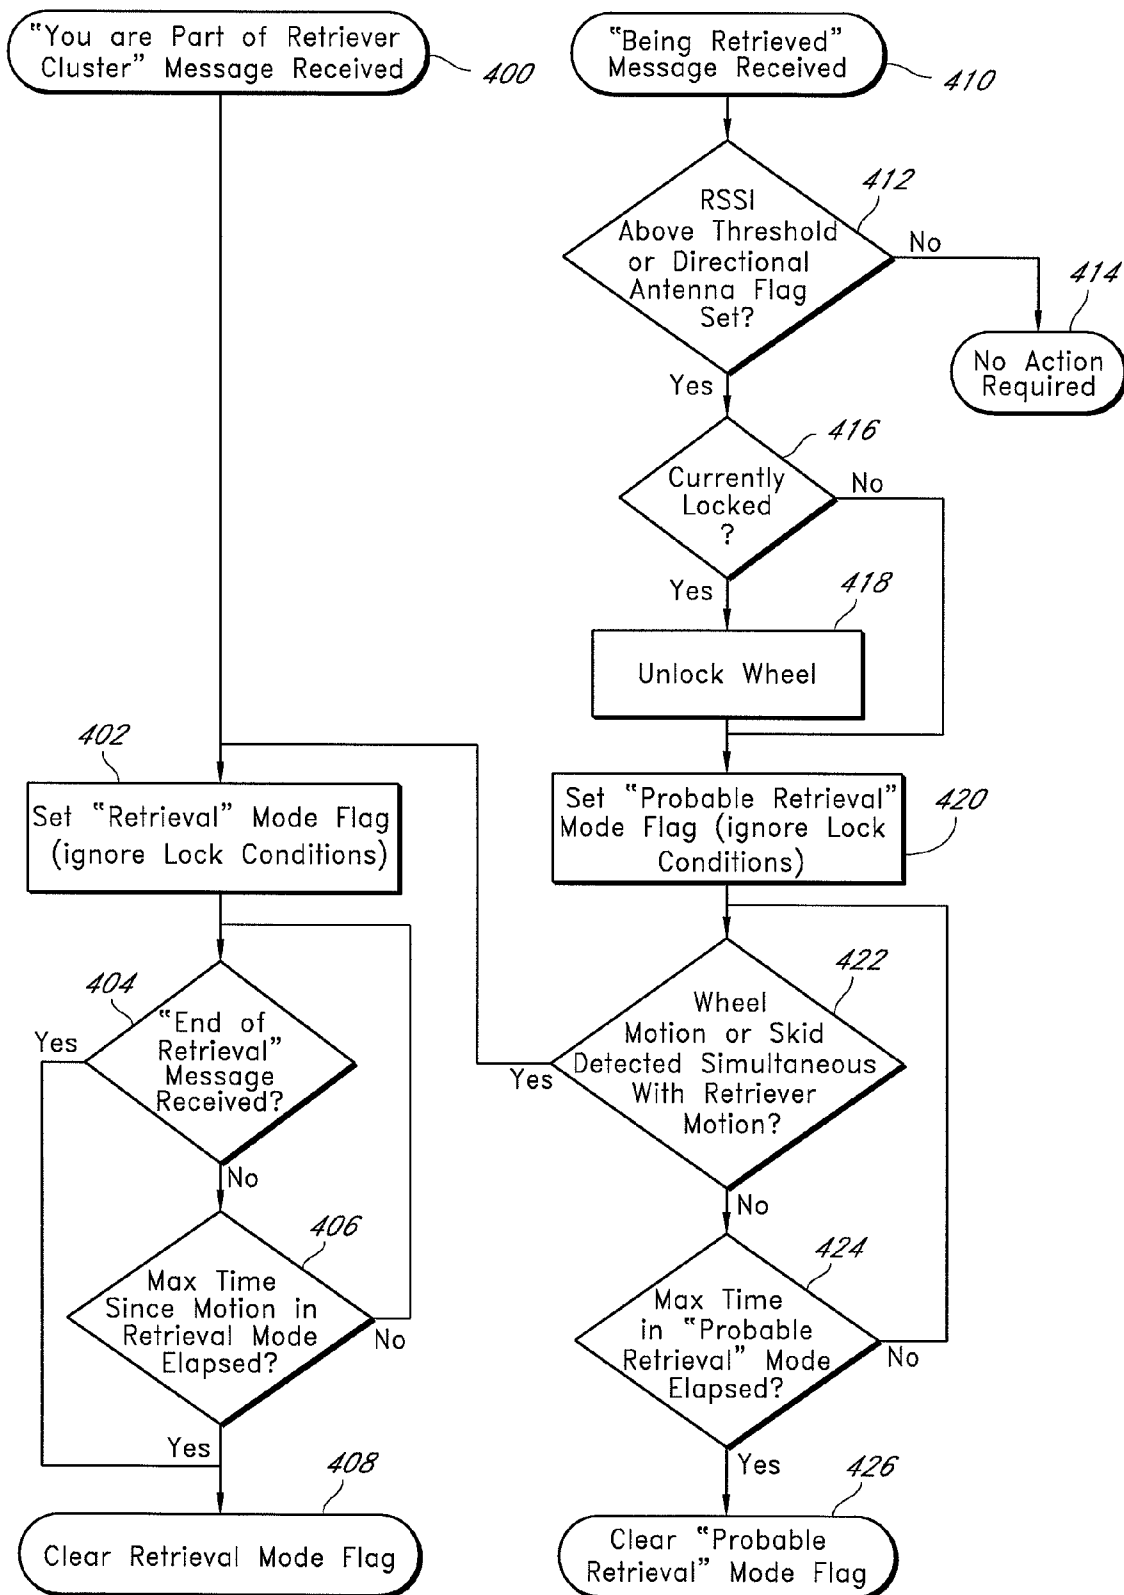 “You are Part of Retriever
Cluster” Message Received
400
“Being Retrieved”
Message Received
410
RSSI
Above Threshold
or Directional
Antenna Flag
Set?
412
No
414
No Action
Required
Yes
416
Currently
Locked
?
No
Yes
418
Unlock Wheel
402
Set “Retrieval” Mode Flag
(ignore Lock Conditions)
Set “Probable Retrieval”
Mode Flag (ignore Lock
Conditions)
420
404
“End of
Retrieval”
Message
Received?
Yes
No
422
Wheel
Motion or Skid
Detected Simultaneous
With Retriever
Motion?
Yes
No
406
Max Time
Since Motion in
Retrieval Mode
Elapsed?
No
Yes
424
Max Time
in “Probable
Retrieval” Mode
Elapsed?
No
Yes
408
Clear Retrieval Mode Flag
426
Clear “Probable
Retrieval” Mode Flag